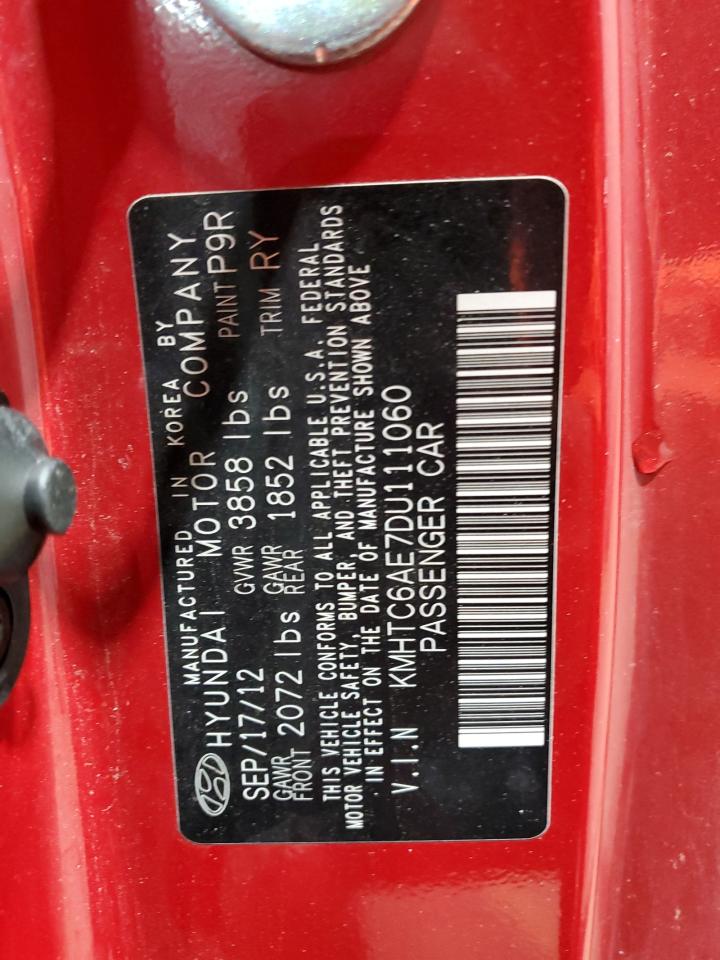 MANUFACTURED IN KOREA BY
HYUNDAI MOTOR COMPANY
SEP/17/12 GVWR 3858 lbs PAINT P9R
GAWR FRONT 2072 lbs GAWR REAR 1852 lbs TRIM RY
THIS VEHICLE CONFORMS TO ALL APPLICABLE U.S.A. FEDERAL
MOTOR VEHICLE SAFETY, BUMPER, AND THEFT PREVENTION STANDARDS
IN EFFECT ON THE DATE OF MANUFACTURE SHOWN ABOVE
V.I.N KMHTC6AE7DU111060
PASSENGER CAR